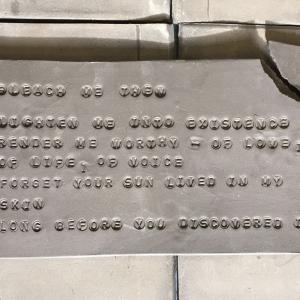 BLEACH ME THEN
LIGHTEN ME INTO EXISTENCE
RENDER ME WORTHY - OF LOVE,
OF LIFE, OF VOICE
FORGET YOUR SUN LIVED IN MY
SKIN
LONG BEFORE YOU DISCOVERED